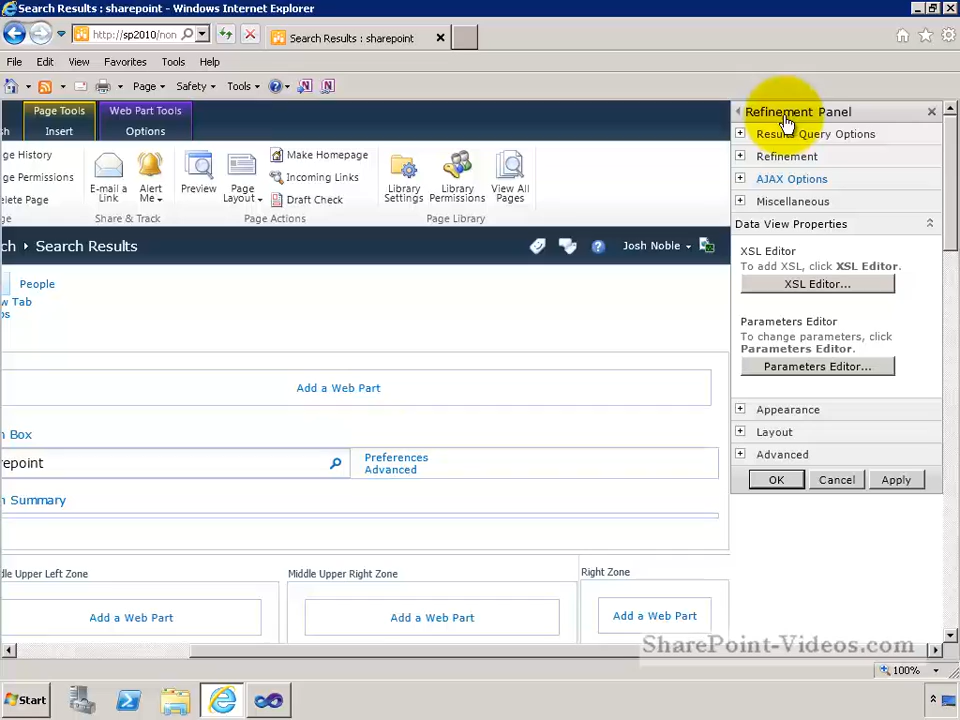 Search Results : sharepoint - Windows Internet Explorer
http://sp2010/non
Search Results : sharepoint
File Edit View Favorites Tools Help
Page Safety Tools
Page Tools
Web Part Tools
sh Insert Options
ge History
ge Permissions
elete Page
E-mail a Link
Alert Me
Share & Track
Preview
Page Layout
Make Homepage
Incoming Links
Draft Check
Page Actions
Library Settings
Library Permissions
View All Pages
Page Library
ch Search Results
Josh Noble
People
w Tab
os
Add a Web Part
h Box
repoint
Preferences
Advanced
h Summary
dle Upper Left Zone
Middle Upper Right Zone
Right Zone
Add a Web Part
Add a Web Part
Add a Web Part
Refinement Panel
Results Query Options
Refinement
AJAX Options
Miscellaneous
Data View Properties
XSL Editor
To add XSL, click XSL Editor.
XSL Editor...
Parameters Editor
To change parameters, click
Parameters Editor.
Parameters Editor...
Appearance
Layout
Advanced
OK Cancel Apply
SharePoint-Videos.com
100%
Start